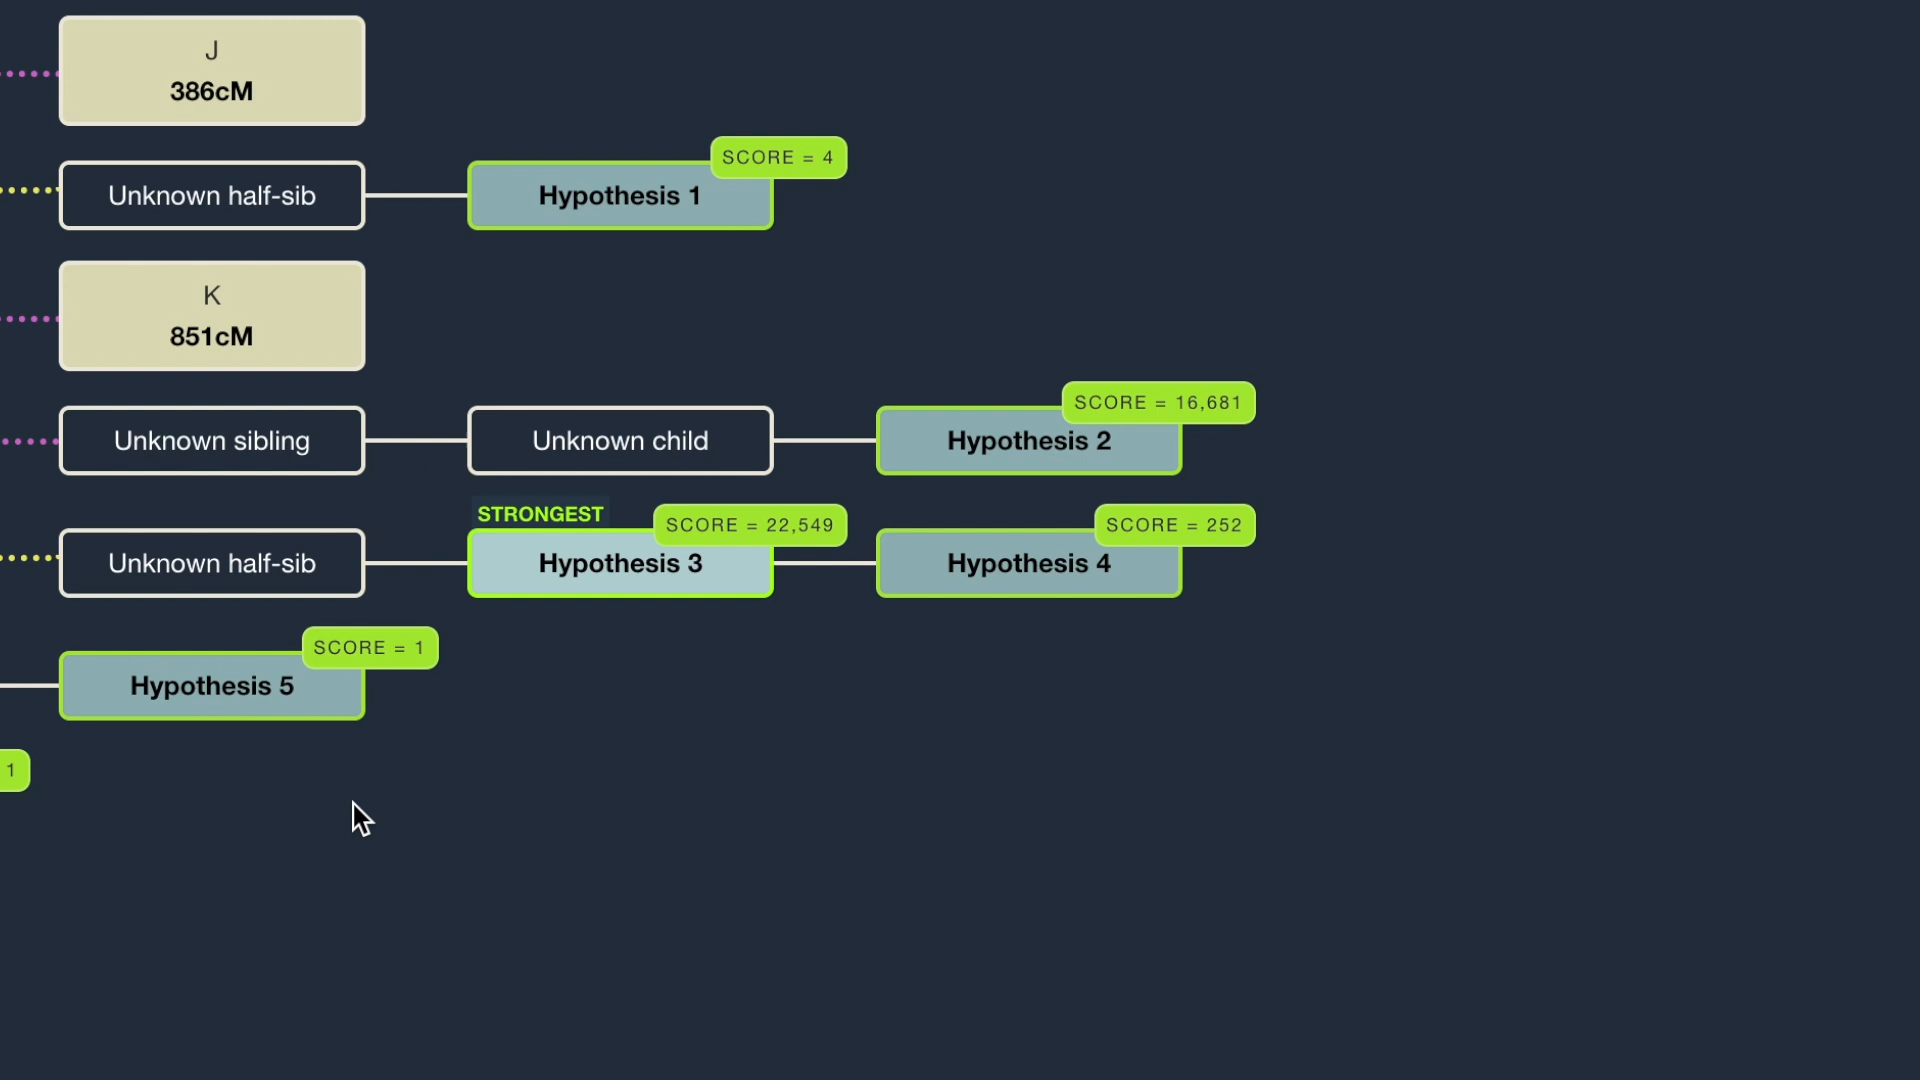 J
386cM
SCORE = 4
Unknown half-sib
Hypothesis 1
K
851cM
SCORE = 16,681
Unknown sibling
Unknown child
Hypothesis 2
STRONGEST
SCORE = 22,549
SCORE = 252
Unknown half-sib
Hypothesis 3
Hypothesis 4
SCORE = 1
Hypothesis 5
1